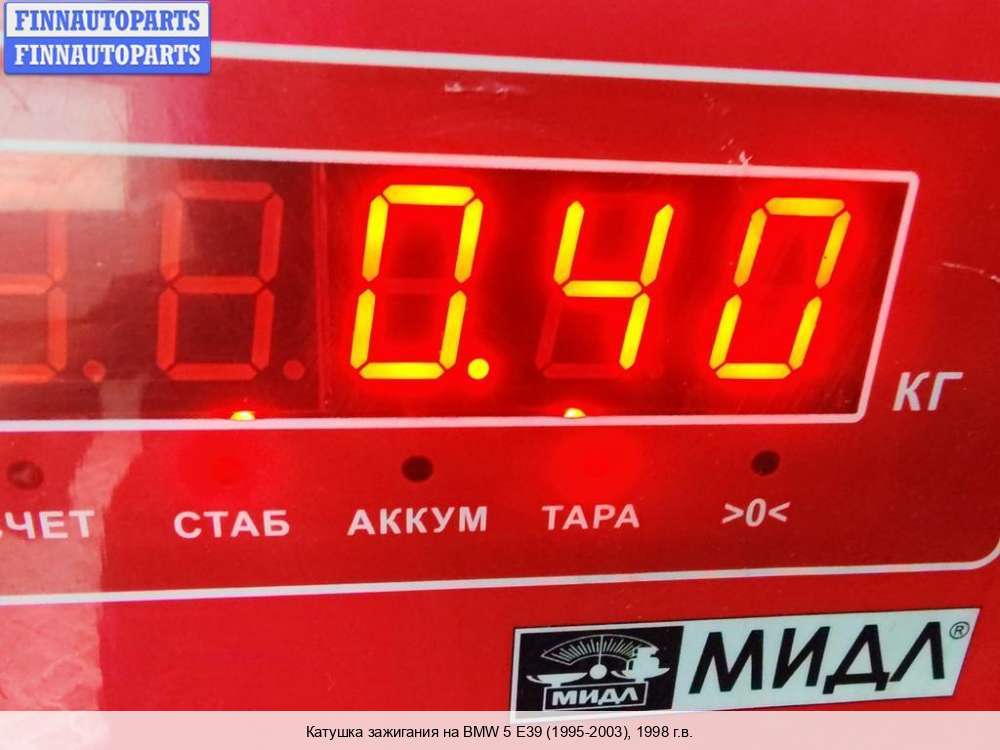 FINNAUTOPARTS
FINNAUTOPARTS
0.40
КГ
СТАБ АККУМ ТАРА >0<
МИДЛ МИДЛ®
Катушка зажигания на BMW 5 E39 (1995-2003), 1998 г.в.